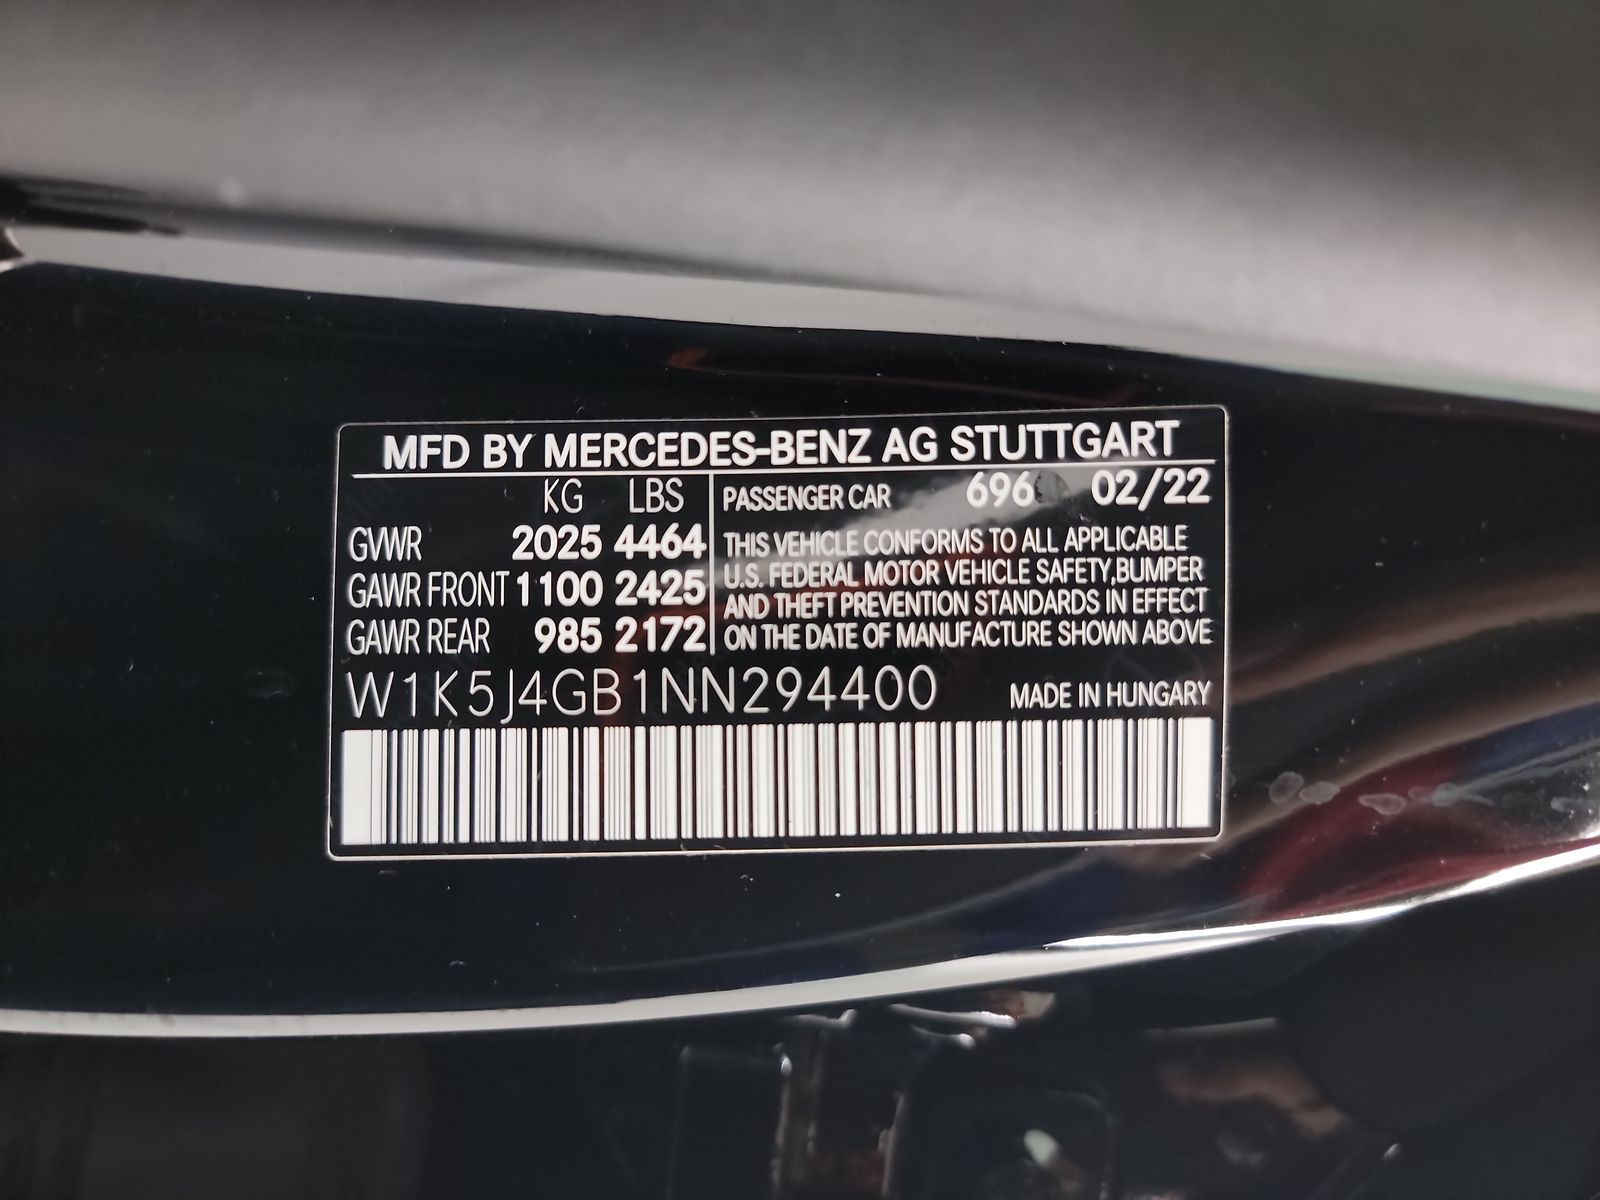 MFD BY MERCEDES-BENZ AG STUTTGART
KG LBS
GVWR 2025 4464
GAWR FRONT 1100 2425
GAWR REAR 985 2172
PASSENGER CAR 696 02/22
THIS VEHICLE CONFORMS TO ALL APPLICABLE
U.S. FEDERAL MOTOR VEHICLE SAFETY,BUMPER
AND THEFT PREVENTION STANDARDS IN EFFECT
ON THE DATE OF MANUFACTURE SHOWN ABOVE
W1K5J4GB1NN294400
MADE IN HUNGARY